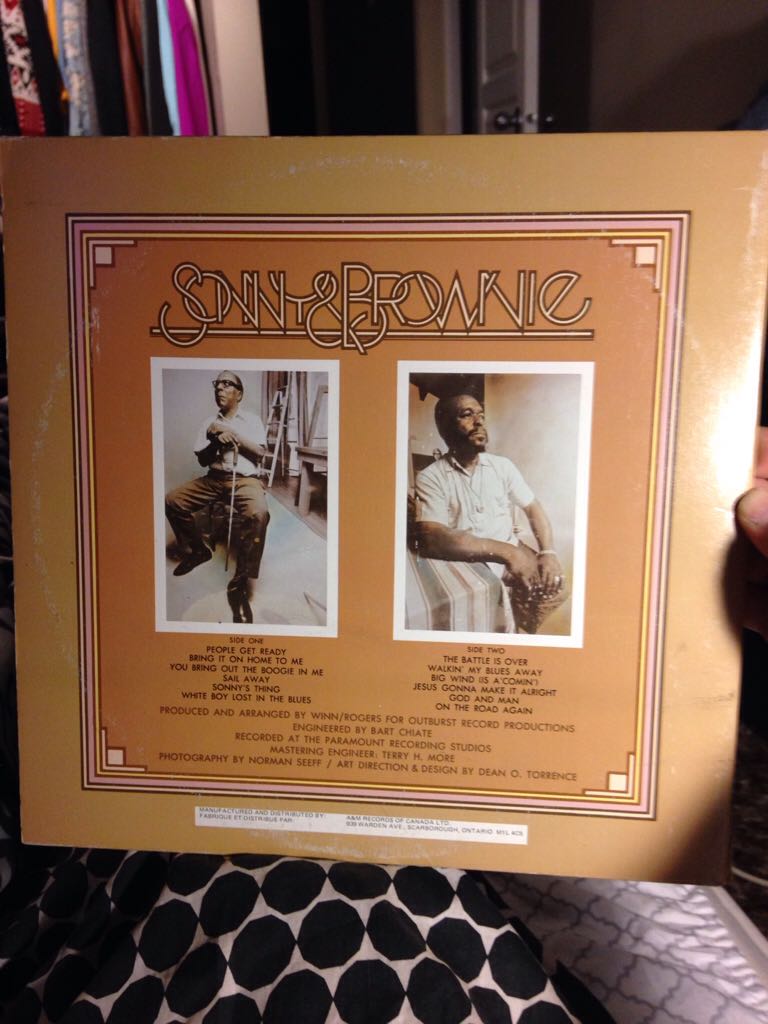 SONNY & BROWNIE
SIDE ONE
PEOPLE GET READY
BRING IT ON HOME TO ME
YOU BRING OUT THE BOOGIE IN ME
SAIL AWAY
SONNY'S THING
WHITE BOY LOST IN THE BLUES
SIDE TWO
THE BATTLE IS OVER
WALKIN' MY BLUES AWAY
BIG WIND (IS A'COMIN')
JESUS GONNA MAKE IT ALRIGHT
GOD AND MAN
ON THE ROAD AGAIN
PRODUCED AND ARRANGED BY WINN/ROGERS FOR OUTBURST RECORD PRODUCTIONS
ENGINEERED BY BART CHIATE
RECORDED AT THE PARAMOUNT RECORDING STUDIOS
MASTERING ENGINEER: TERRY H. MORE
PHOTOGRAPHY BY NORMAN SEEFF / ART DIRECTION & DESIGN BY DEAN O. TORRENCE
MANUFACTURED AND DISTRIBUTED BY:
FABRIQUE ET DISTRIBUE PAR:
A&M RECORDS OF CANADA LTD.
939 WARDEN AVE., SCARBOROUGH, ONTARIO M1L 4C5